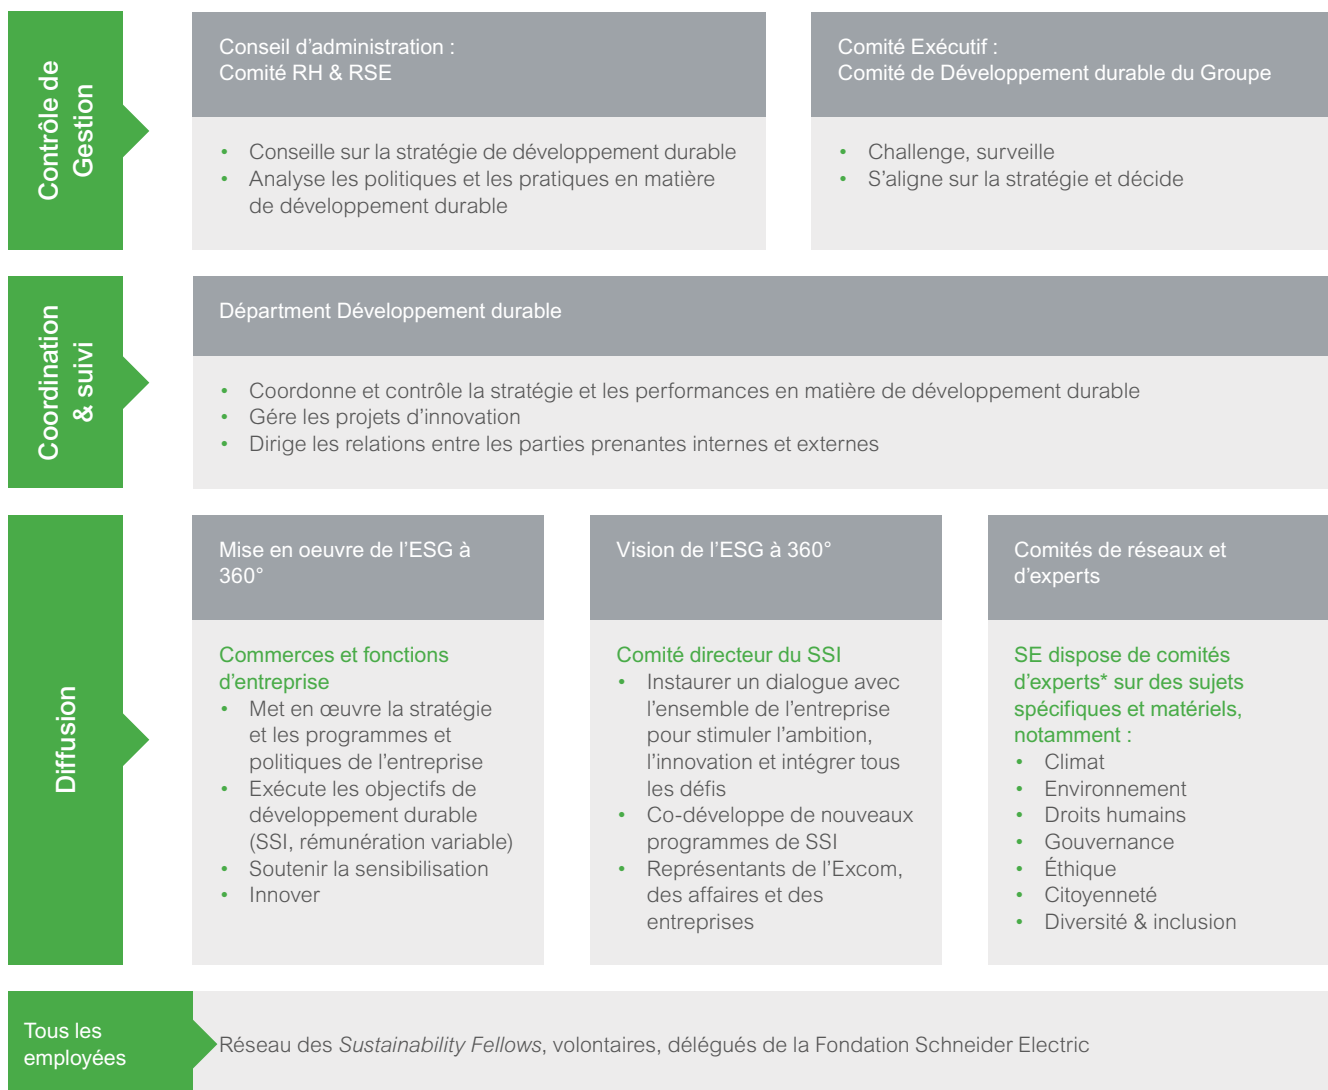 Contrôle de
Gestion
Conseil d'administration :
Comité RH & RSE
• Conseille sur la stratégie de développement durable
• Analyse les politiques et les pratiques en matière
de développement durable
Comité Exécutif :
Comité de Développement durable du Groupe
• Challenge, surveille
• S'aligne sur la stratégie et décide
Coordination
& suivi
Départment Développement durable
• Coordonne et contrôle la stratégie et les performances en matière de développement durable
• Gére les projets d'innovation
• Dirige les relations entre les parties prenantes internes et externes
Diffusion
Mise en oeuvre de l'ESG à
360°
Commerces et fonctions
d'entreprise
• Met en œuvre la stratégie
et les programmes et
politiques de l'entreprise
• Exécute les objectifs de
développement durable
(SSI, rémunération variable)
• Soutenir la sensibilisation
• Innover
Vision de l'ESG à 360°
Comité directeur du SSI
• Instaurer un dialogue avec
l'ensemble de l'entreprise
pour stimuler l'ambition,
l'innovation et intégrer tous
les défis
• Co-développe de nouveaux
programmes de SSI
• Représentants de l'Excom,
des affaires et des
entreprises
Comités de réseaux et
d'experts
SE dispose de comités
d'experts* sur des sujets
spécifiques et matériels,
notamment :
• Climat
• Environnement
• Droits humains
• Gouvernance
• Éthique
• Citoyenneté
• Diversité & inclusion
Tous les
employées
Réseau des Sustainability Fellows, volontaires, délégués de la Fondation Schneider Electric